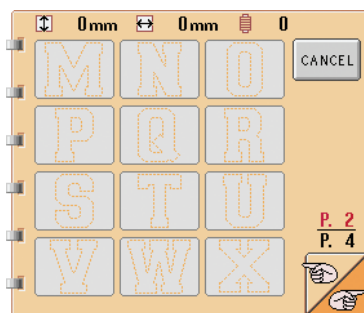 0mm 0mm 0
M N O
CANCEL
P Q R
S T U
P. 2
P. 4
V W X